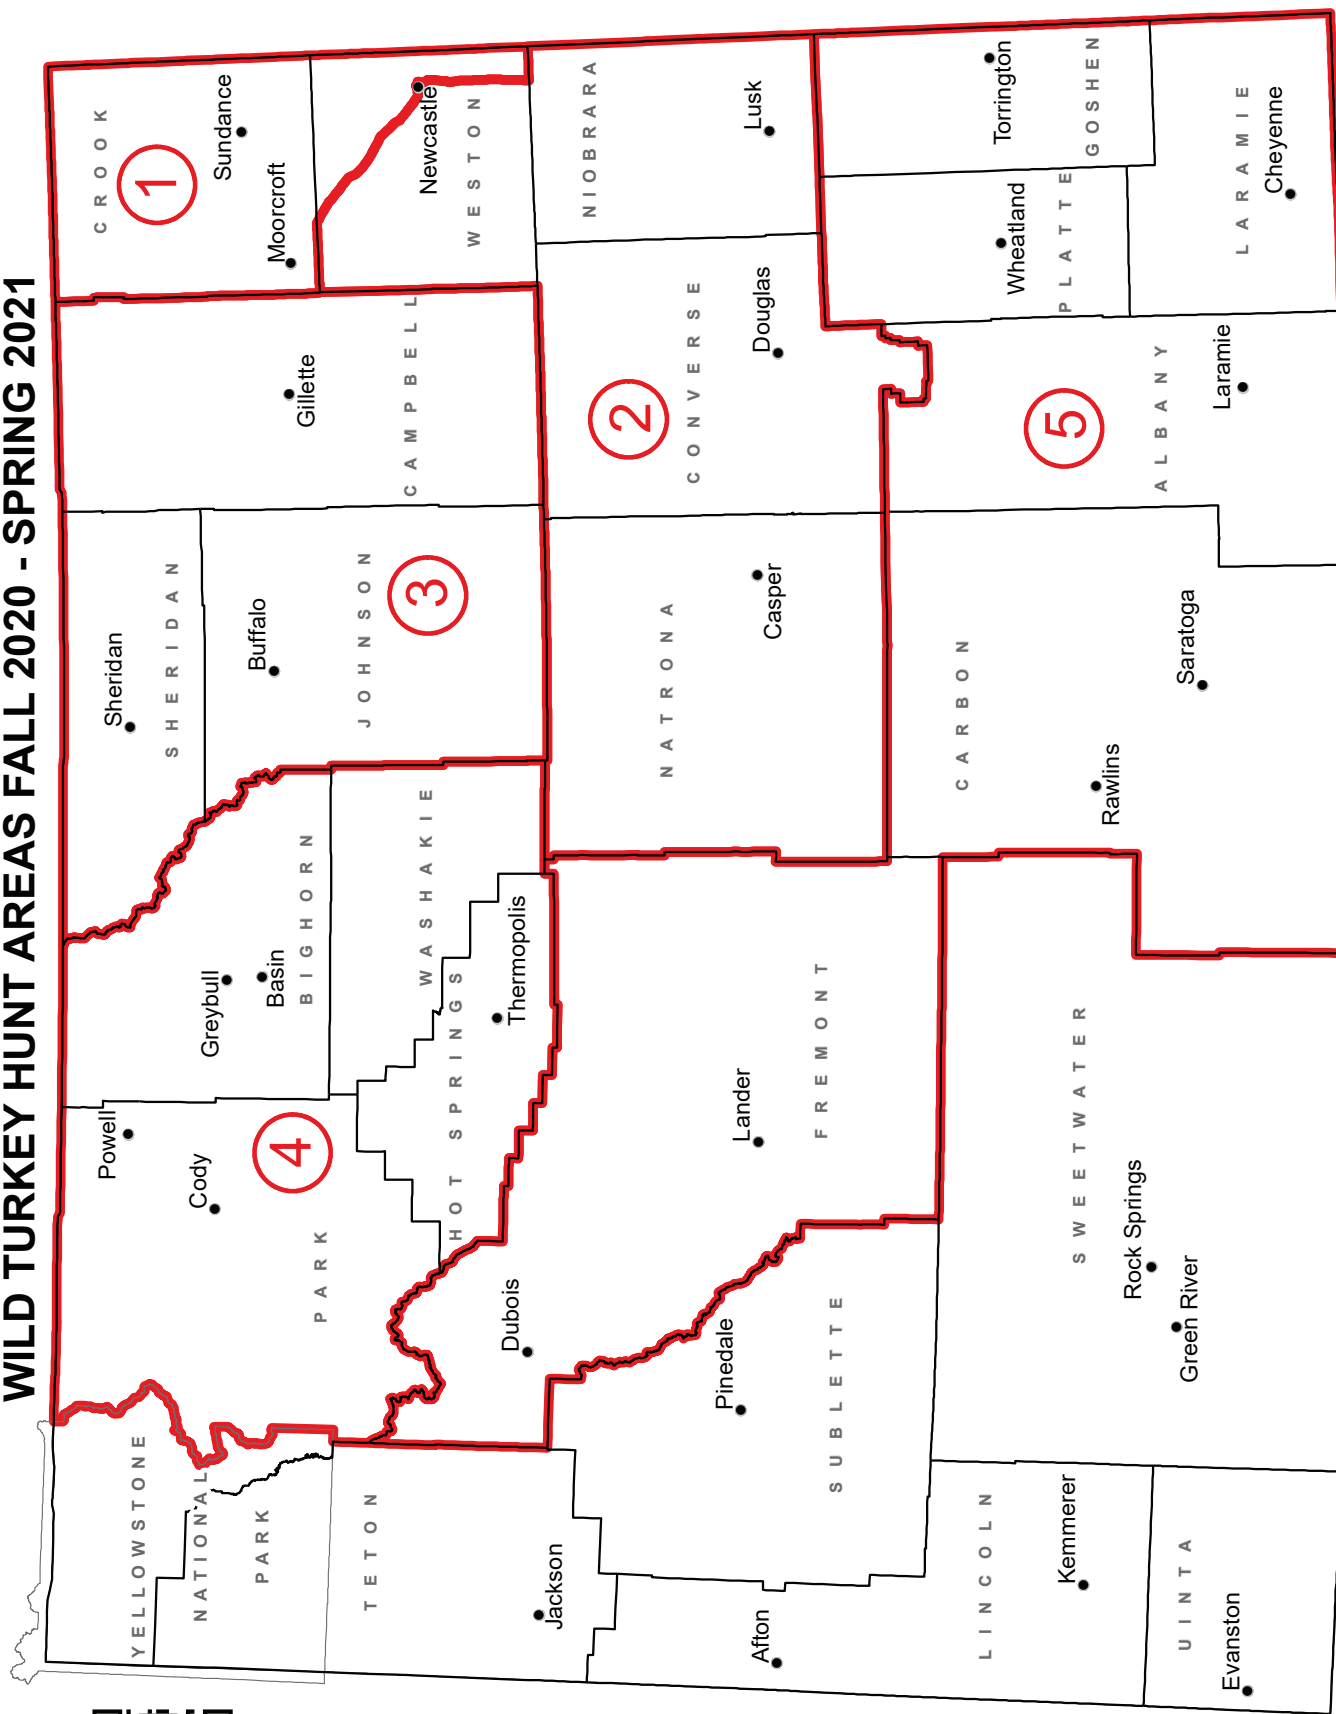 WILD TURKEY HUNT AREAS FALL 2020 - SPRING 2021
YELLOWSTONE
NATIONAL
PARK
TETON
Jackson
Afton
LINCOLN
Kemmerer
UINTA
Evanston
Powell
Cody
4
PARK
HOT SPRINGS
Thermopolis
Dubois
Pinedale
SUBLETTE
Lander
FREMONT
SWEETWATER
Rock Springs
Green River
Greybull
Basin
BIGHORN
WASHAKIE
Sheridan
SHERIDAN
Buffalo
JOHNSON
3
NATRONA
Casper
CARBON
Rawlins
Saratoga
Gillette
CAMPBELL
2
CONVERSE
Douglas
5
ALBANY
Laramie
CROOK
1
Sundance
Moorcroft
Newcastle
WESTON
NIOBRARA
Lusk
Torrington
GOSHEN
Wheatland
PLATTE
LARAMIE
Cheyenne